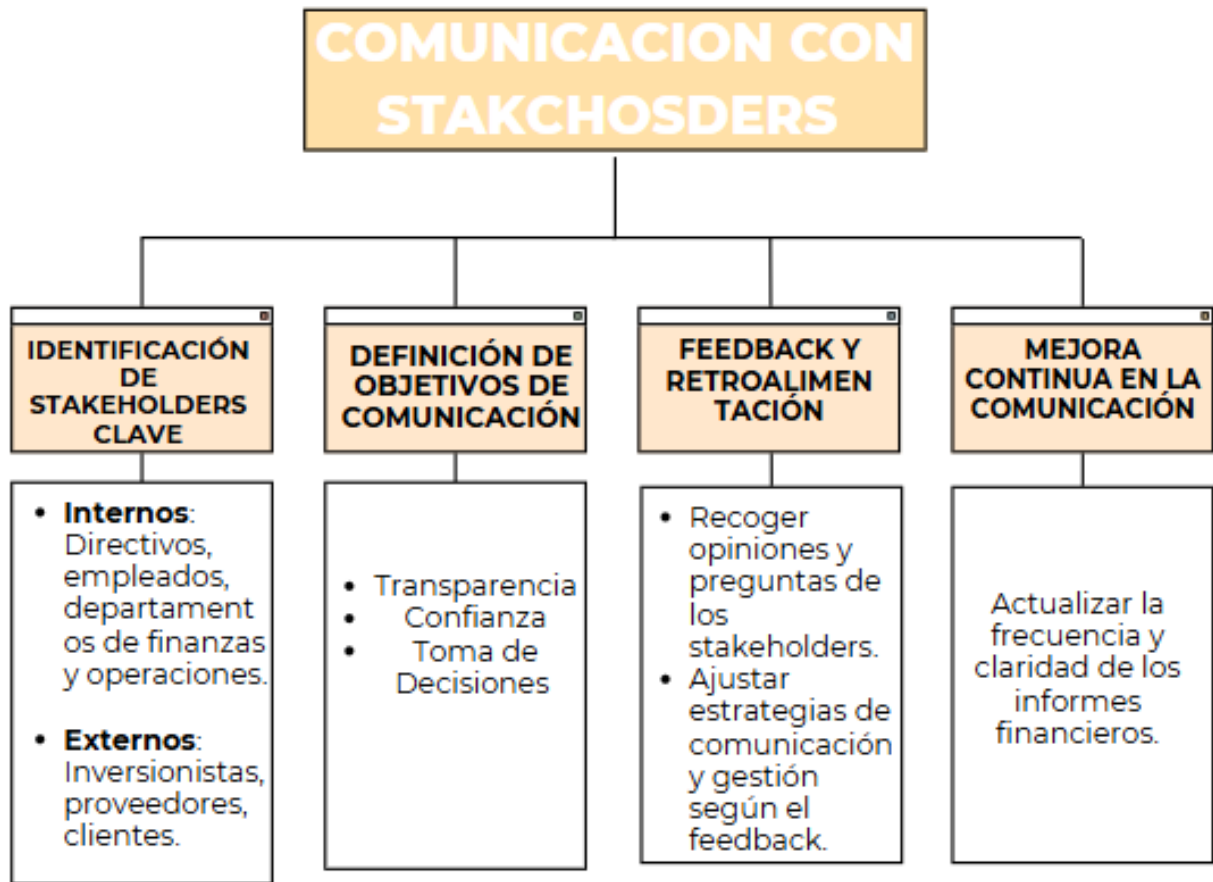 COMUNICACION CON
STAKCHOSDERS
IDENTIFICACIÓN
DE
STAKEHOLDERS
CLAVE
• Internos:
Directivos,
empleados,
departament
os de finanzas
y operaciones.
• Externos:
Inversionistas,
proveedores,
clientes.
DEFINICIÓN DE
OBJETIVOS DE
COMUNICACIÓN
• Transparencia
• Confianza
• Toma de
Decisiones
FEEDBACK Y
RETROALIMEN
TACIÓN
• Recoger
opiniones y
preguntas de
los
stakeholders.
• Ajustar
estrategias de
comunicación
y gestión
según el
feedback.
MEJORA
CONTINUA EN LA
COMUNICACIÓN
Actualizar la
frecuencia y
claridad de los
informes
financieros.